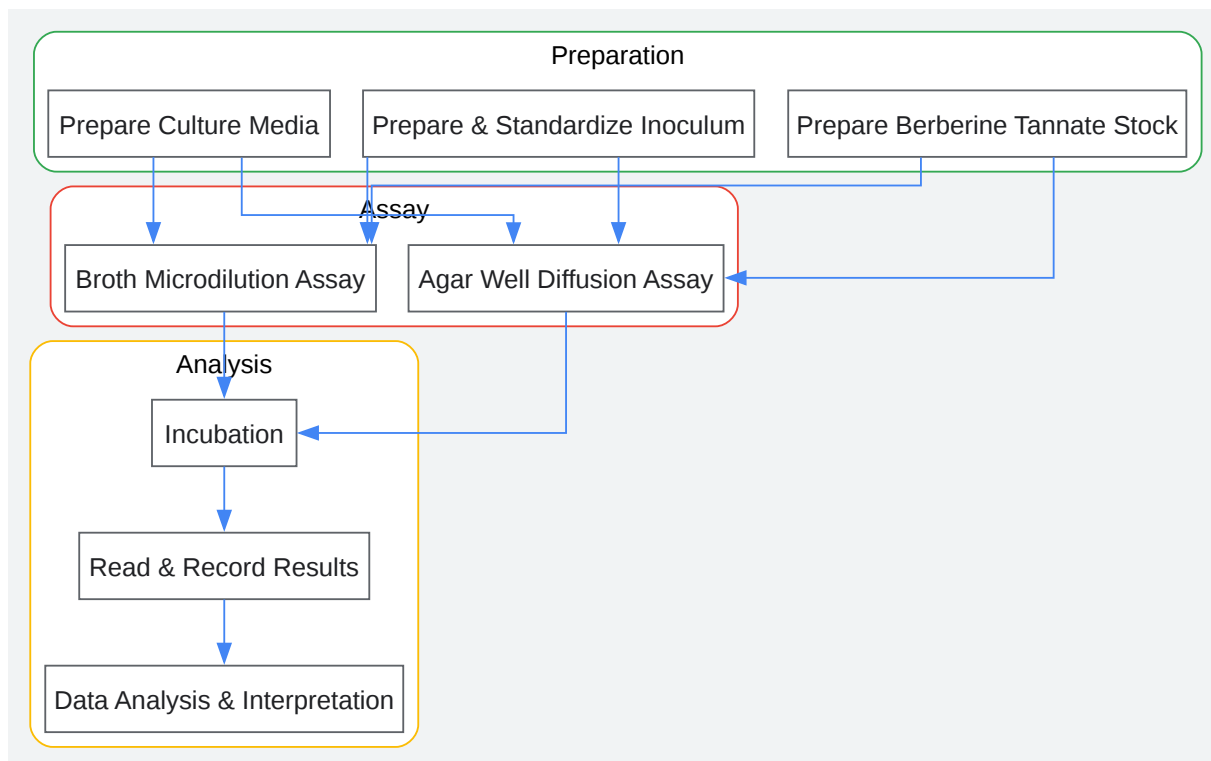 Preparation
Prepare Culture Media
Prepare & Standardize Inoculum
Prepare Berberine Tannate Stock
Assay
Broth Microdilution Assay
Agar Well Diffusion Assay
Analysis
Incubation
Read & Record Results
Data Analysis & Interpretation